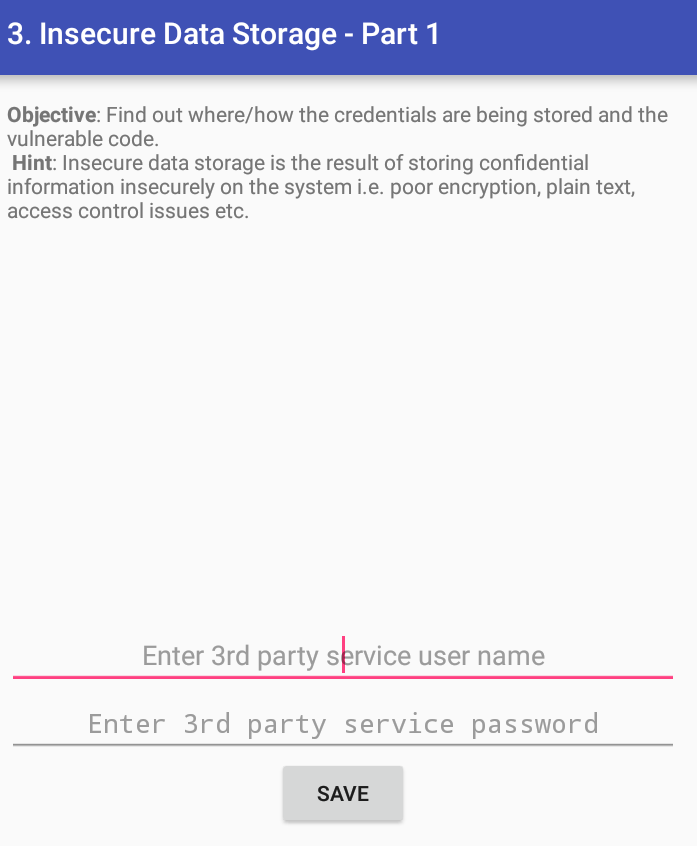 3. Insecure Data Storage - Part 1
Objective: Find out where/how the credentials are being stored and the
vulnerable code.
Hint: Insecure data storage is the result of storing confidential
information insecurely on the system i.e. poor encryption, plain text,
access control issues etc.
Enter 3rd party service user name
Enter 3rd party service password
SAVE